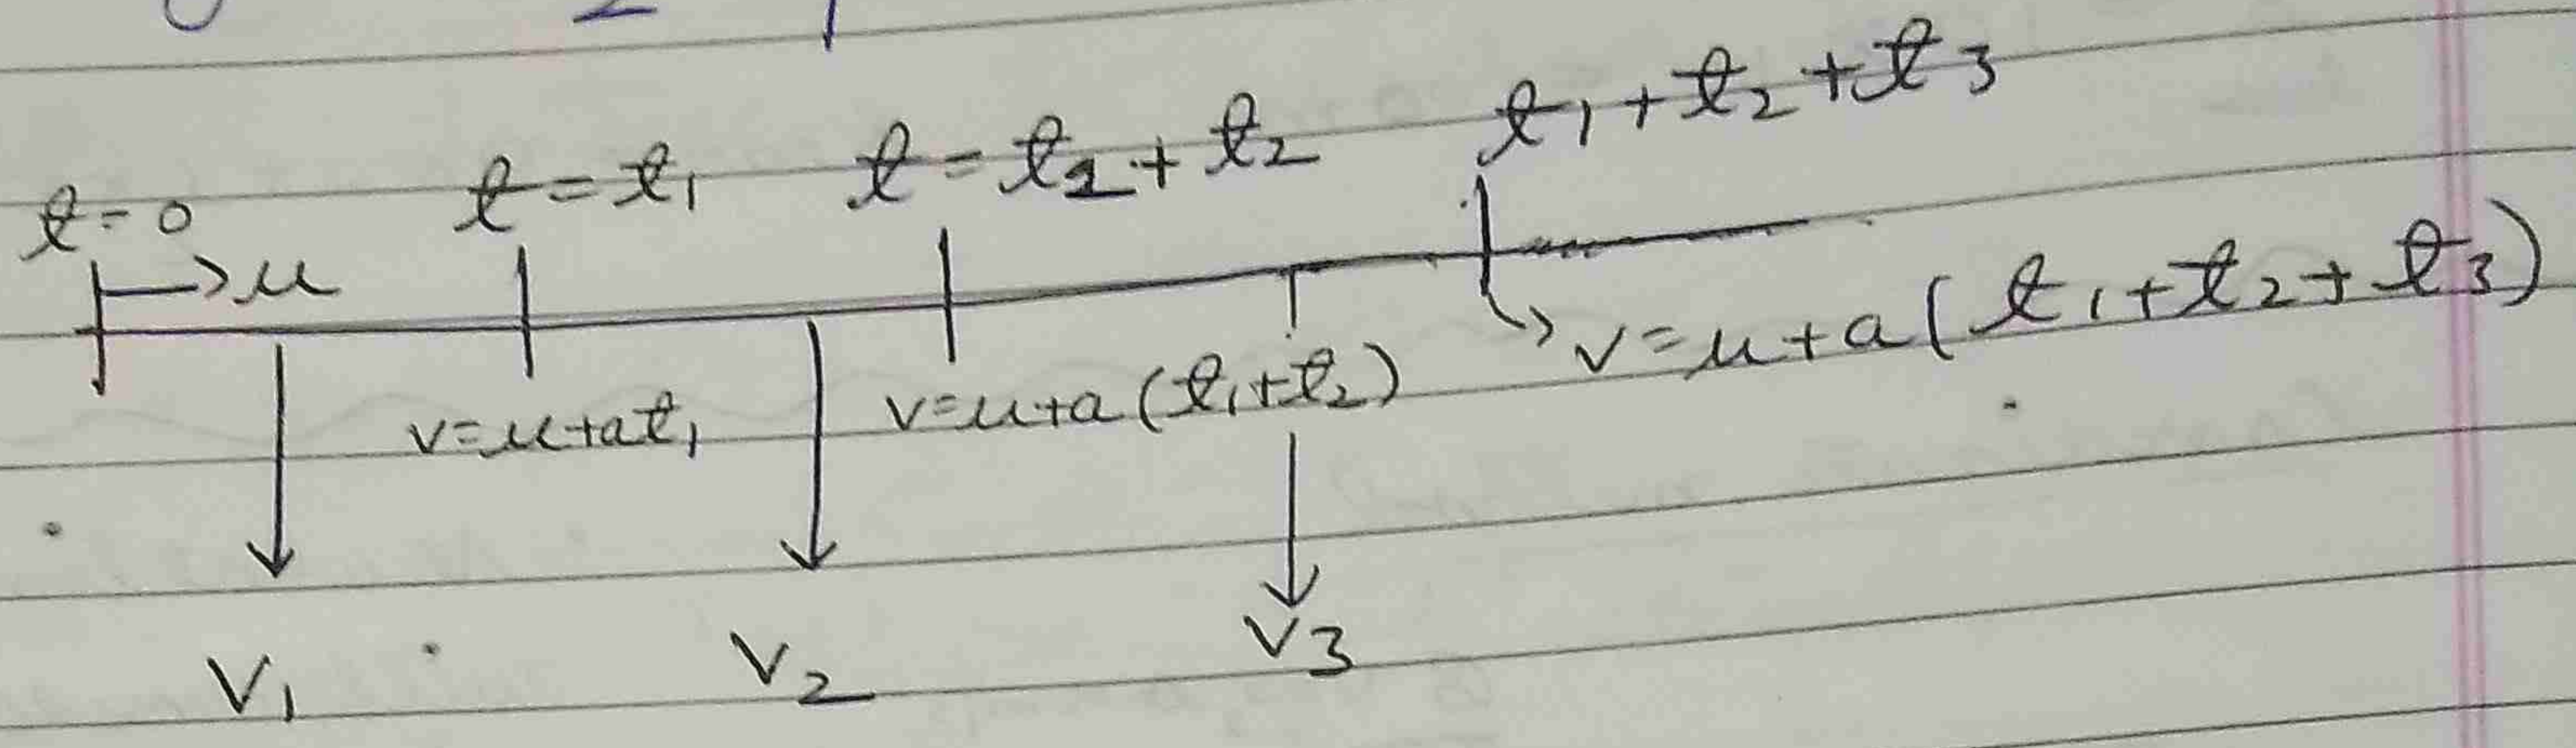 t=0 t=t₁ t=t₁+t₂ t₁+t₂+t₃
→u
v=u+at₁ v=u+a(t₁+t₂) v=u+a(t₁+t₂+t₃)
V₁ V₂ V₃